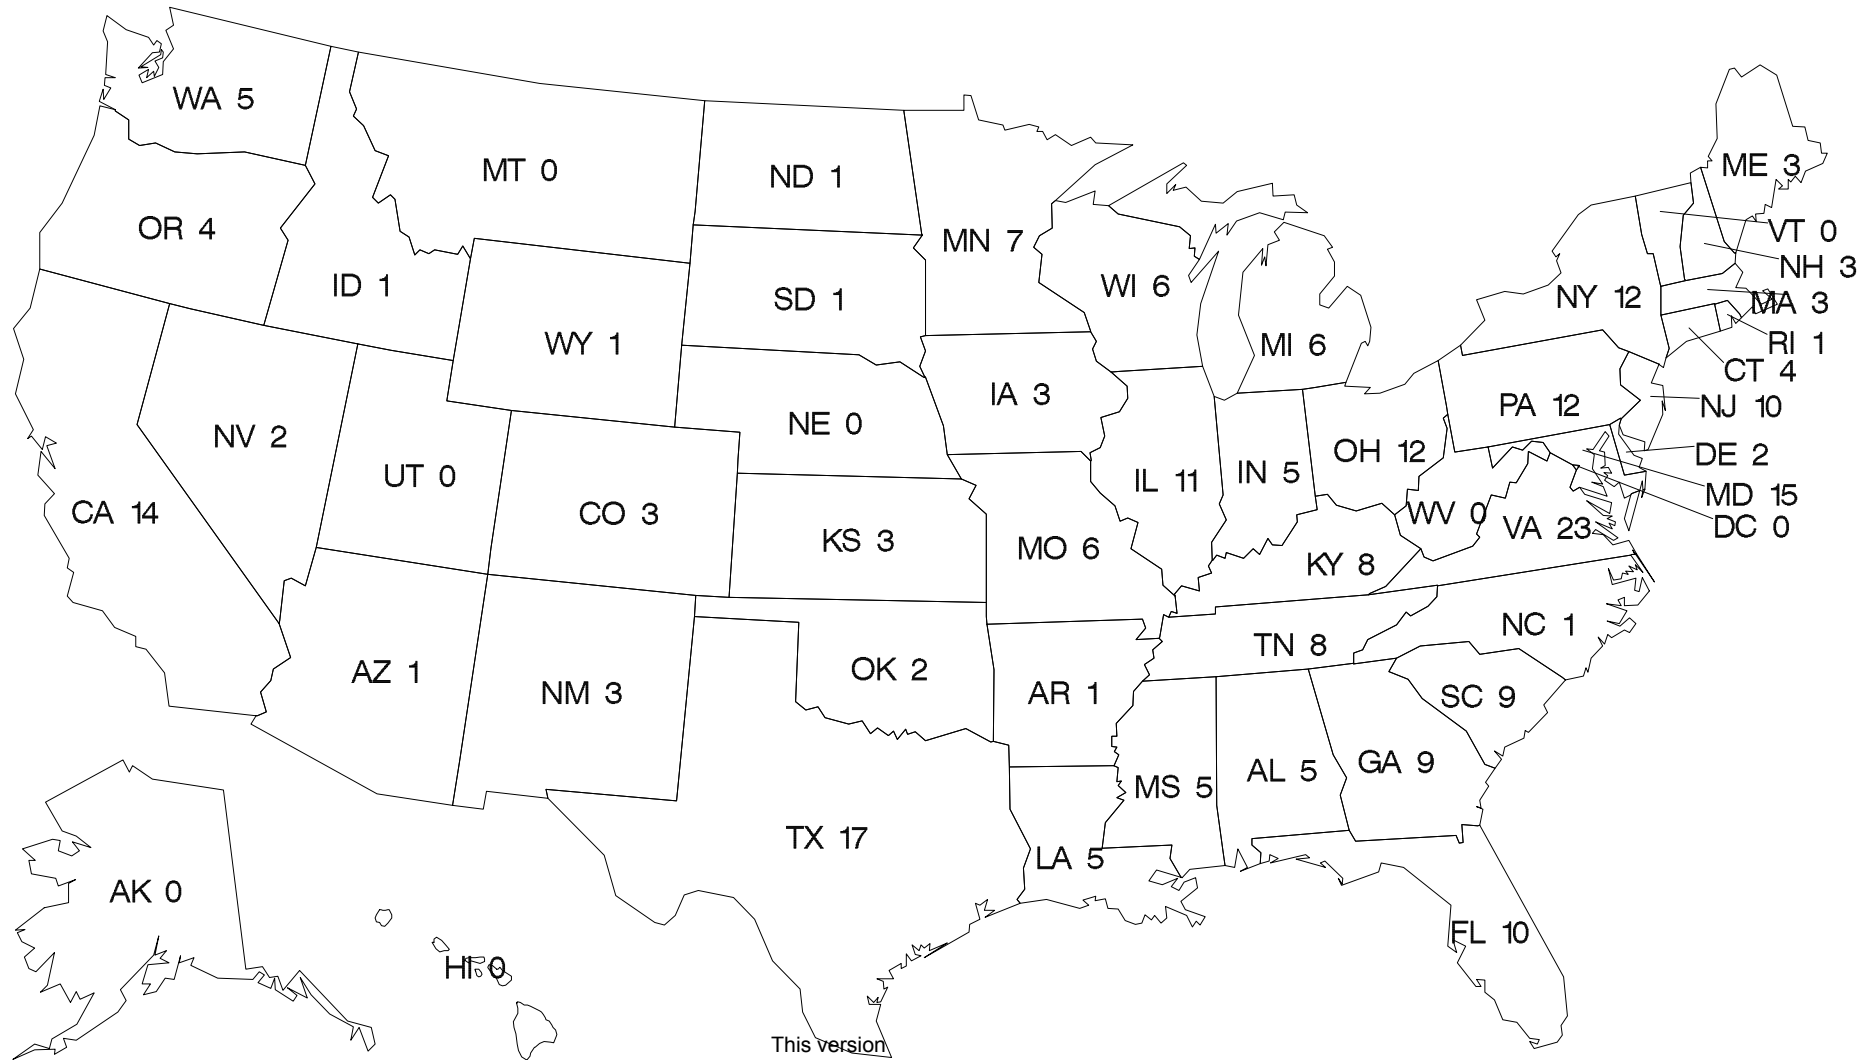 WA 5
MT 0
ND 1
ME 3
OR 4
MN 7
VT 0
ID 1
SD 1
WI 6
NH 3
NY 12
MA 3
WY 1
MI 6
RI 1
CT 4
IA 3
NE 0
PA 12
NJ 10
NV 2
UT 0
OH 12
DE 2
IN 5
IL 11
MD 15
CA 14
CO 3
WV 0
VA 23
DC 0
KS 3
MO 6
KY 8
NC 1
TN 8
AZ 1
NM 3
OK 2
AR 1
SC 9
GA 9
AL 5
MS 5
TX 17
LA 5
AK 0
FL 10
HI 0
This version